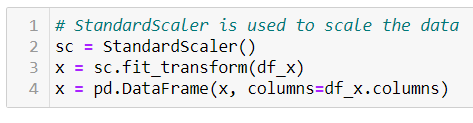 1 # StandardScaler is used to scale the data
2 sc = StandardScaler()
3 x = sc.fit_transform(df_x)
4 x = pd.DataFrame(x, columns=df_x.columns)